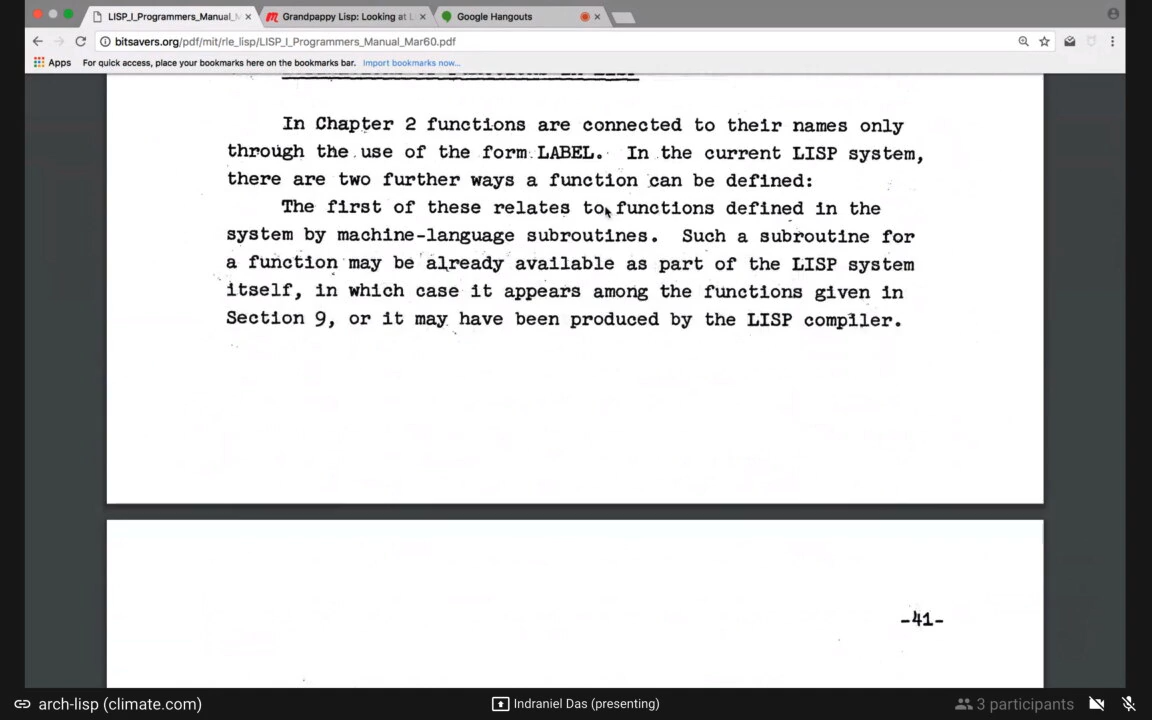 LISP_I_Programmers_Manual_M
Grandpappy Lisp: Looking at L
Google Hangouts
bitsavers.org/pdf/mit/rle_lisp/LISP_I_Programmers_Manual_Mar60.pdf
Apps
For quick access, place your bookmarks here on the bookmarks bar.
Import bookmarks now...
In Chapter 2 functions are connected to their names only
through the use of the form LABEL. In the current LISP system,
there are two further ways a function can be defined:
The first of these relates to functions defined in the
system by machine-language subroutines. Such a subroutine for
a function may be already available as part of the LISP system
itself, in which case it appears among the functions given in
Section 9, or it may have been produced by the LISP compiler.
-41-
arch-lisp (climate.com)
Indraniel Das (presenting)
3 participants